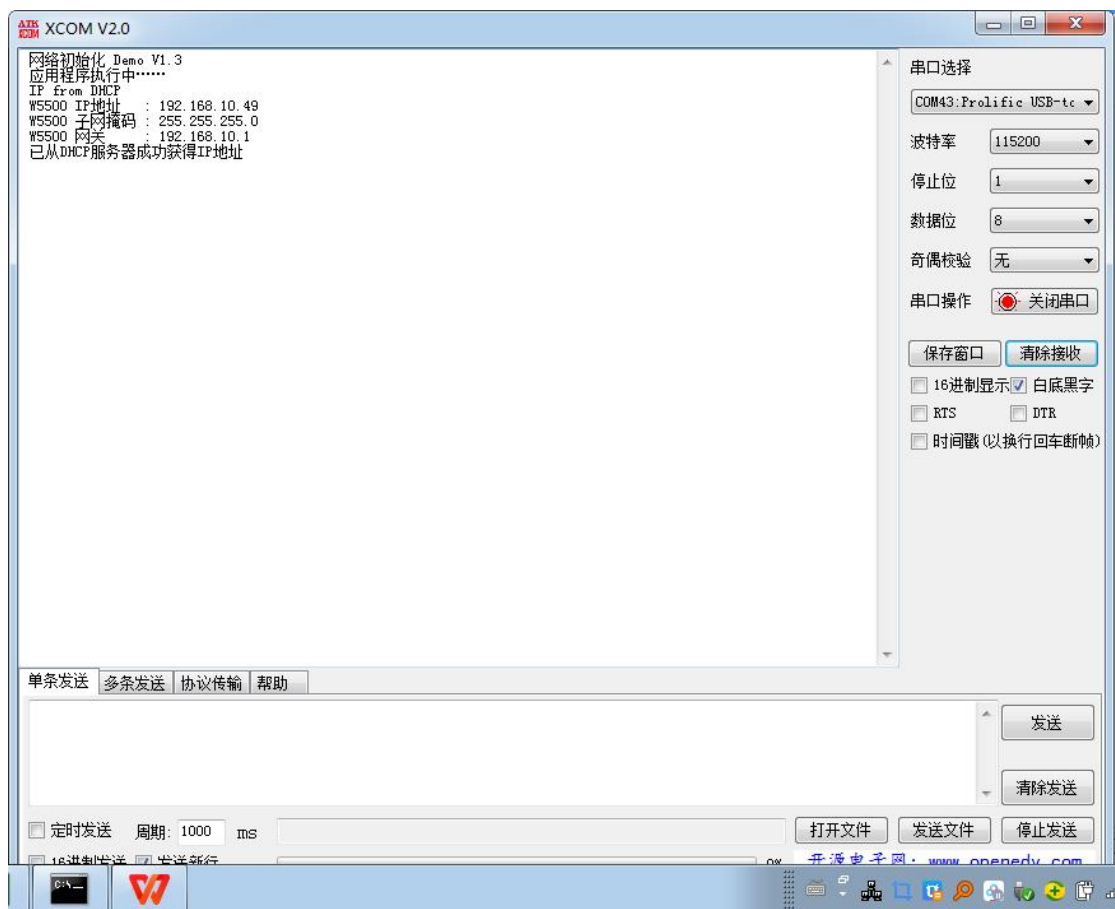 ATK XCOM XCOM V2.0
网络初始化 Demo V1.3
应用程序执行中……
IP from DHCP
W5500 IP地址 : 192.168.10.49
W5500 子网掩码 : 255.255.255.0
W5500 网关 : 192.168.10.1
已从DHCP服务器成功获得IP地址
串口选择
COM43:Prolific USB-to
波特率 115200
停止位 1
数据位 8
奇偶校验 无
串口操作 关闭串口
保存窗口 清除接收
16进制显示 白底黑字
RTS DTR
时间戳(以换行回车断帧)
单条发送 多条发送 协议传输 帮助
发送
清除发送
定时发送 周期: 1000 ms 打开文件 发送文件 停止发送
16进制发送 发送新行 0% 开源电子网: www.openedv.com
C:\